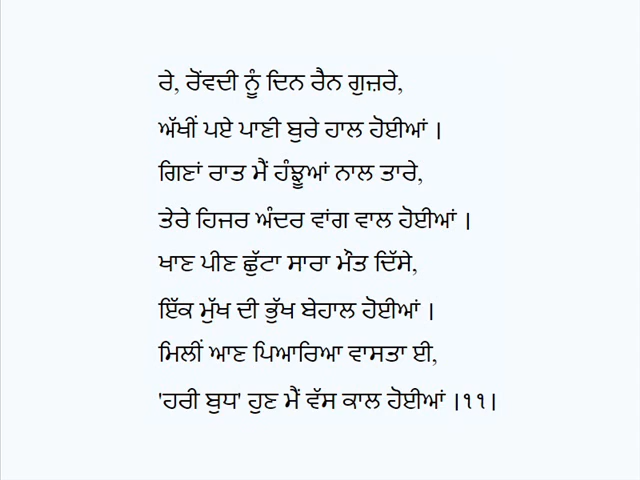 ਰੇ, ਰੋਂਵਦੀ ਨੂੰ ਦਿਨ ਰੈਨ ਗੁਜ਼ਰੇ,
ਅੱਖੀਂ ਪਏ ਪਾਣੀ ਬੁਰੇ ਹਾਲ ਹੋਈਆਂ ।
ਗਿਣਾਂ ਰਾਤ ਮੈਂ ਹੰਝੂਆਂ ਨਾਲ ਤਾਰੇ,
ਤੇਰੇ ਹਿਜਰ ਅੰਦਰ ਵਾਂਗ ਵਾਲ ਹੋਈਆਂ ।
ਖਾਣ ਪੀਣ ਛੁੱਟਾ ਸਾਰਾ ਮੌਤ ਦਿੱਸੇ,
ਇੱਕ ਮੁੱਖ ਦੀ ਭੁੱਖ ਬੇਹਾਲ ਹੋਈਆਂ ।
ਮਿਲੀਂ ਆਣ ਪਿਆਰਿਆ ਵਾਸਤਾ ਈ,
'ਹਰੀ ਬੁਧ' ਹੁਣ ਮੈਂ ਵੱਸ ਕਾਲ ਹੋਈਆਂ ।੧੧।